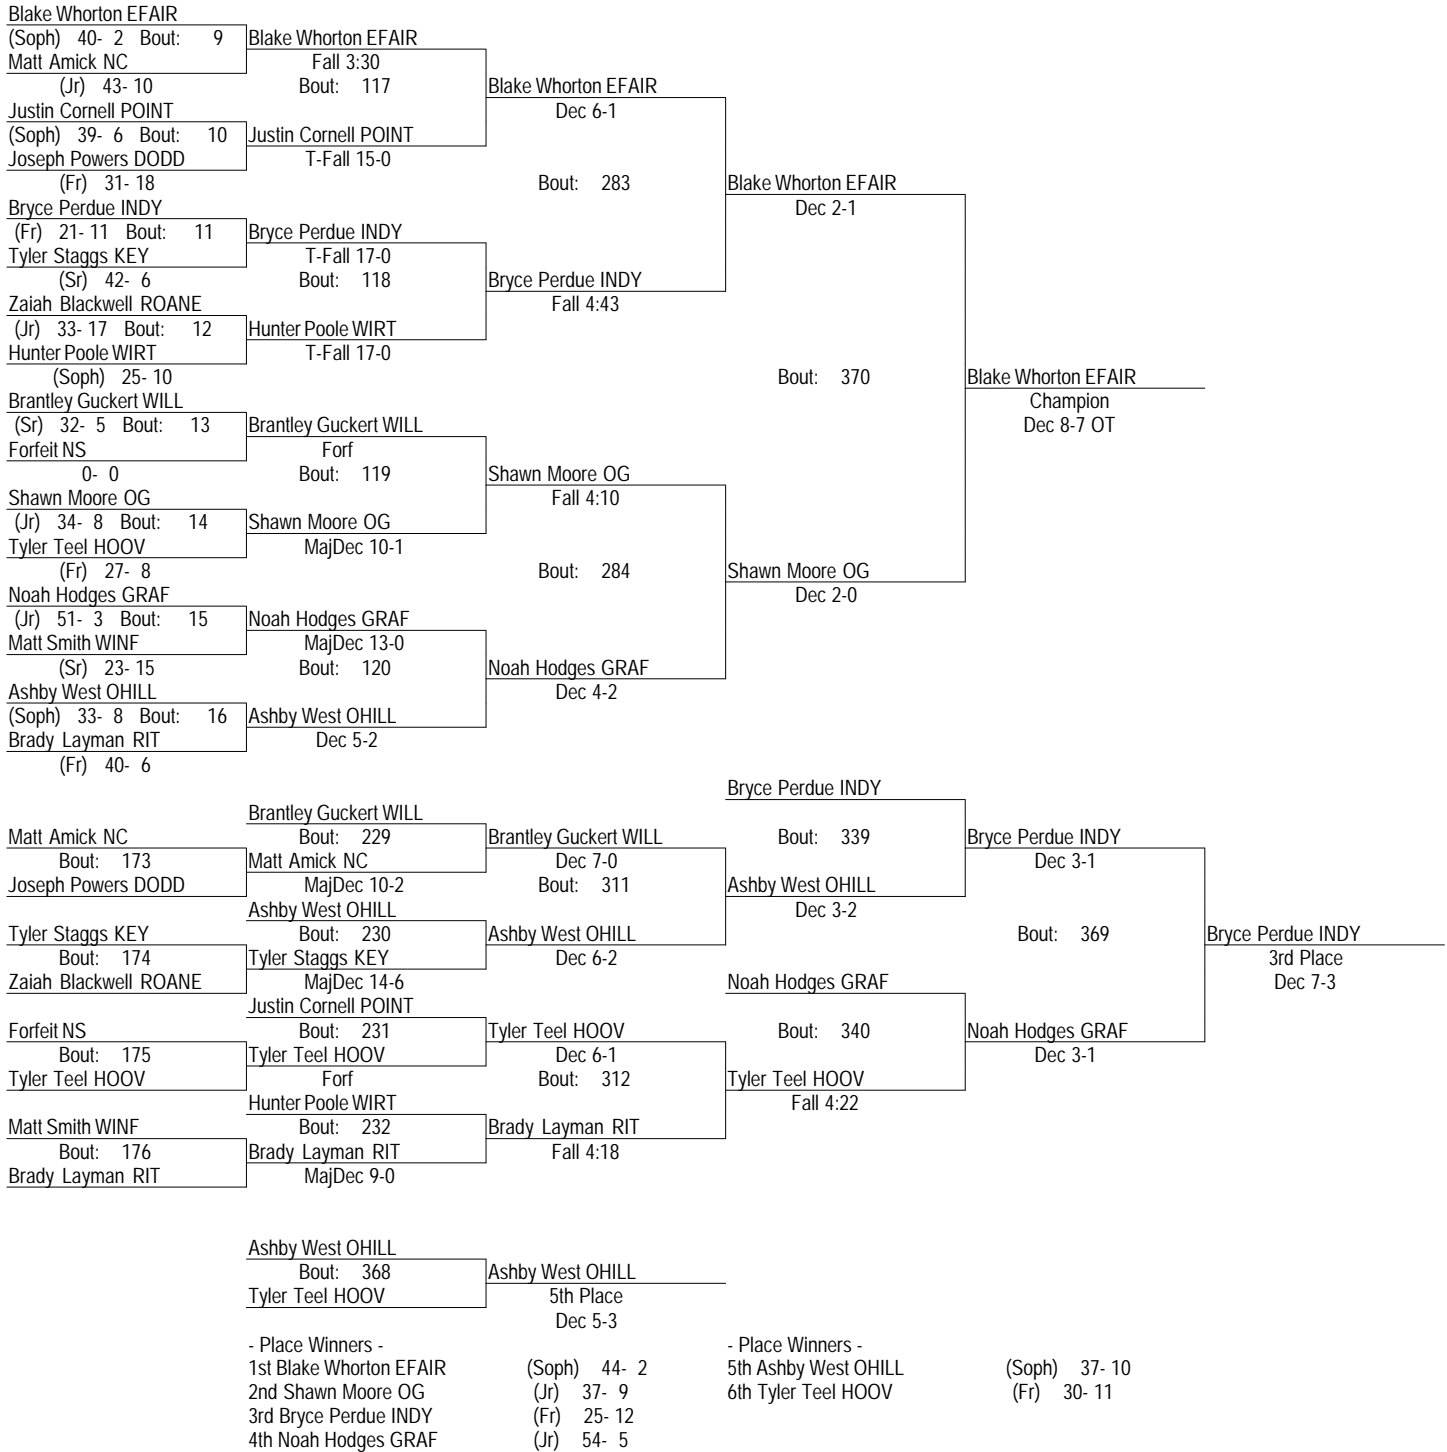 Blake Whorton EFAIR
(Soph) 40- 2 Bout: 9 Blake Whorton EFAIR
Matt Amick NC Fall 3:30
(Jr) 43- 10 Bout: 117 Blake Whorton EFAIR
Justin Cornell POINT Dec 6-1
(Soph) 39- 6 Bout: 10 Justin Cornell POINT
Joseph Powers DODD T-Fall 15-0
(Fr) 31- 18 Bout: 283 Blake Whorton EFAIR
Bryce Perdue INDY Dec 2-1
(Fr) 21- 11 Bout: 11 Bryce Perdue INDY
Tyler Staggs KEY T-Fall 17-0
(Sr) 42- 6 Bout: 118 Bryce Perdue INDY
Zaiah Blackwell ROANE Fall 4:43
(Jr) 33- 17 Bout: 12 Hunter Poole WIRT
Hunter Poole WIRT T-Fall 17-0
(Soph) 25- 10 Bout: 370 Blake Whorton EFAIR
Brantley Guckert WILL Champion
(Sr) 32- 5 Bout: 13 Brantley Guckert WILL Dec 8-7 OT
Forfeit NS Forf
0- 0 Bout: 119 Shawn Moore OG
Shawn Moore OG Fall 4:10
(Jr) 34- 8 Bout: 14 Shawn Moore OG
Tyler Teel HOOV MajDec 10-1
(Fr) 27- 8 Bout: 284 Shawn Moore OG
Noah Hodges GRAF Dec 2-0
(Jr) 51- 3 Bout: 15 Noah Hodges GRAF
Matt Smith WINF MajDec 13-0
(Sr) 23- 15 Bout: 120 Noah Hodges GRAF
Ashby West OHILL Dec 4-2
(Soph) 33- 8 Bout: 16 Ashby West OHILL
Brady Layman RIT Dec 5-2
(Fr) 40- 6
Bryce Perdue INDY
Brantley Guckert WILL
Matt Amick NC Bout: 229 Brantley Guckert WILL Bout: 339 Bryce Perdue INDY
Bout: 173 Matt Amick NC Dec 7-0 Dec 3-1
Joseph Powers DODD MajDec 10-2 Bout: 311 Ashby West OHILL
Ashby West OHILL Dec 3-2
Tyler Staggs KEY Bout: 230 Ashby West OHILL Bout: 369 Bryce Perdue INDY
Bout: 174 Tyler Staggs KEY Dec 6-2 3rd Place
Zaiah Blackwell ROANE MajDec 14-6 Noah Hodges GRAF Dec 7-3
Justin Cornell POINT
Forfeit NS Bout: 231 Tyler Teel HOOV Bout: 340 Noah Hodges GRAF
Bout: 175 Tyler Teel HOOV Dec 6-1 Dec 3-1
Tyler Teel HOOV Forf Bout: 312 Tyler Teel HOOV
Hunter Poole WIRT Fall 4:22
Matt Smith WINF Bout: 232 Brady Layman RIT
Bout: 176 Brady Layman RIT Fall 4:18
Brady Layman RIT MajDec 9-0
Ashby West OHILL
Bout: 368 Ashby West OHILL
Tyler Teel HOOV 5th Place
Dec 5-3
- Place Winners - - Place Winners -
1st Blake Whorton EFAIR (Soph) 44- 2 5th Ashby West OHILL (Soph) 37- 10
2nd Shawn Moore OG (Jr) 37- 9 6th Tyler Teel HOOV (Fr) 30- 11
3rd Bryce Perdue INDY (Fr) 25- 12
4th Noah Hodges GRAF (Jr) 54- 5